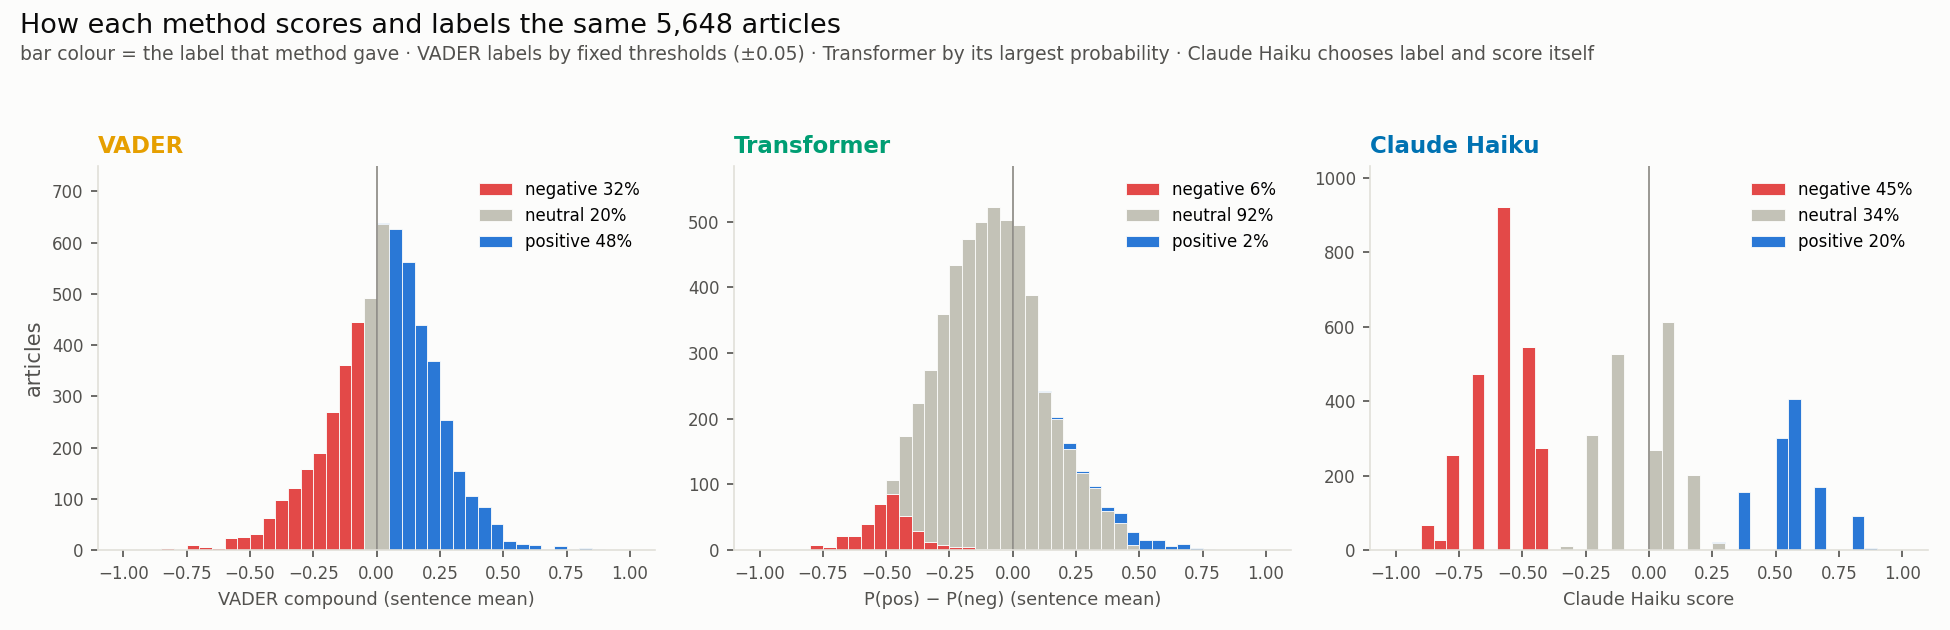 How each method scores and labels the same 5,648 articles
bar colour = the label that method gave · VADER labels by fixed thresholds (±0.05) · Transformer by its largest probability · Claude Haiku chooses label and score itself
VADER
negative 32%
neutral 20%
positive 48%
articles
700
600
500
400
300
200
100
0
−1.00 −0.75 −0.50 −0.25 0.00 0.25 0.50 0.75 1.00
VADER compound (sentence mean)
Transformer
negative 6%
neutral 92%
positive 2%
500
400
300
200
100
0
−1.00 −0.75 −0.50 −0.25 0.00 0.25 0.50 0.75 1.00
P(pos) − P(neg) (sentence mean)
Claude Haiku
negative 45%
neutral 34%
positive 20%
1000
800
600
400
200
0
−1.00 −0.75 −0.50 −0.25 0.00 0.25 0.50 0.75 1.00
Claude Haiku score